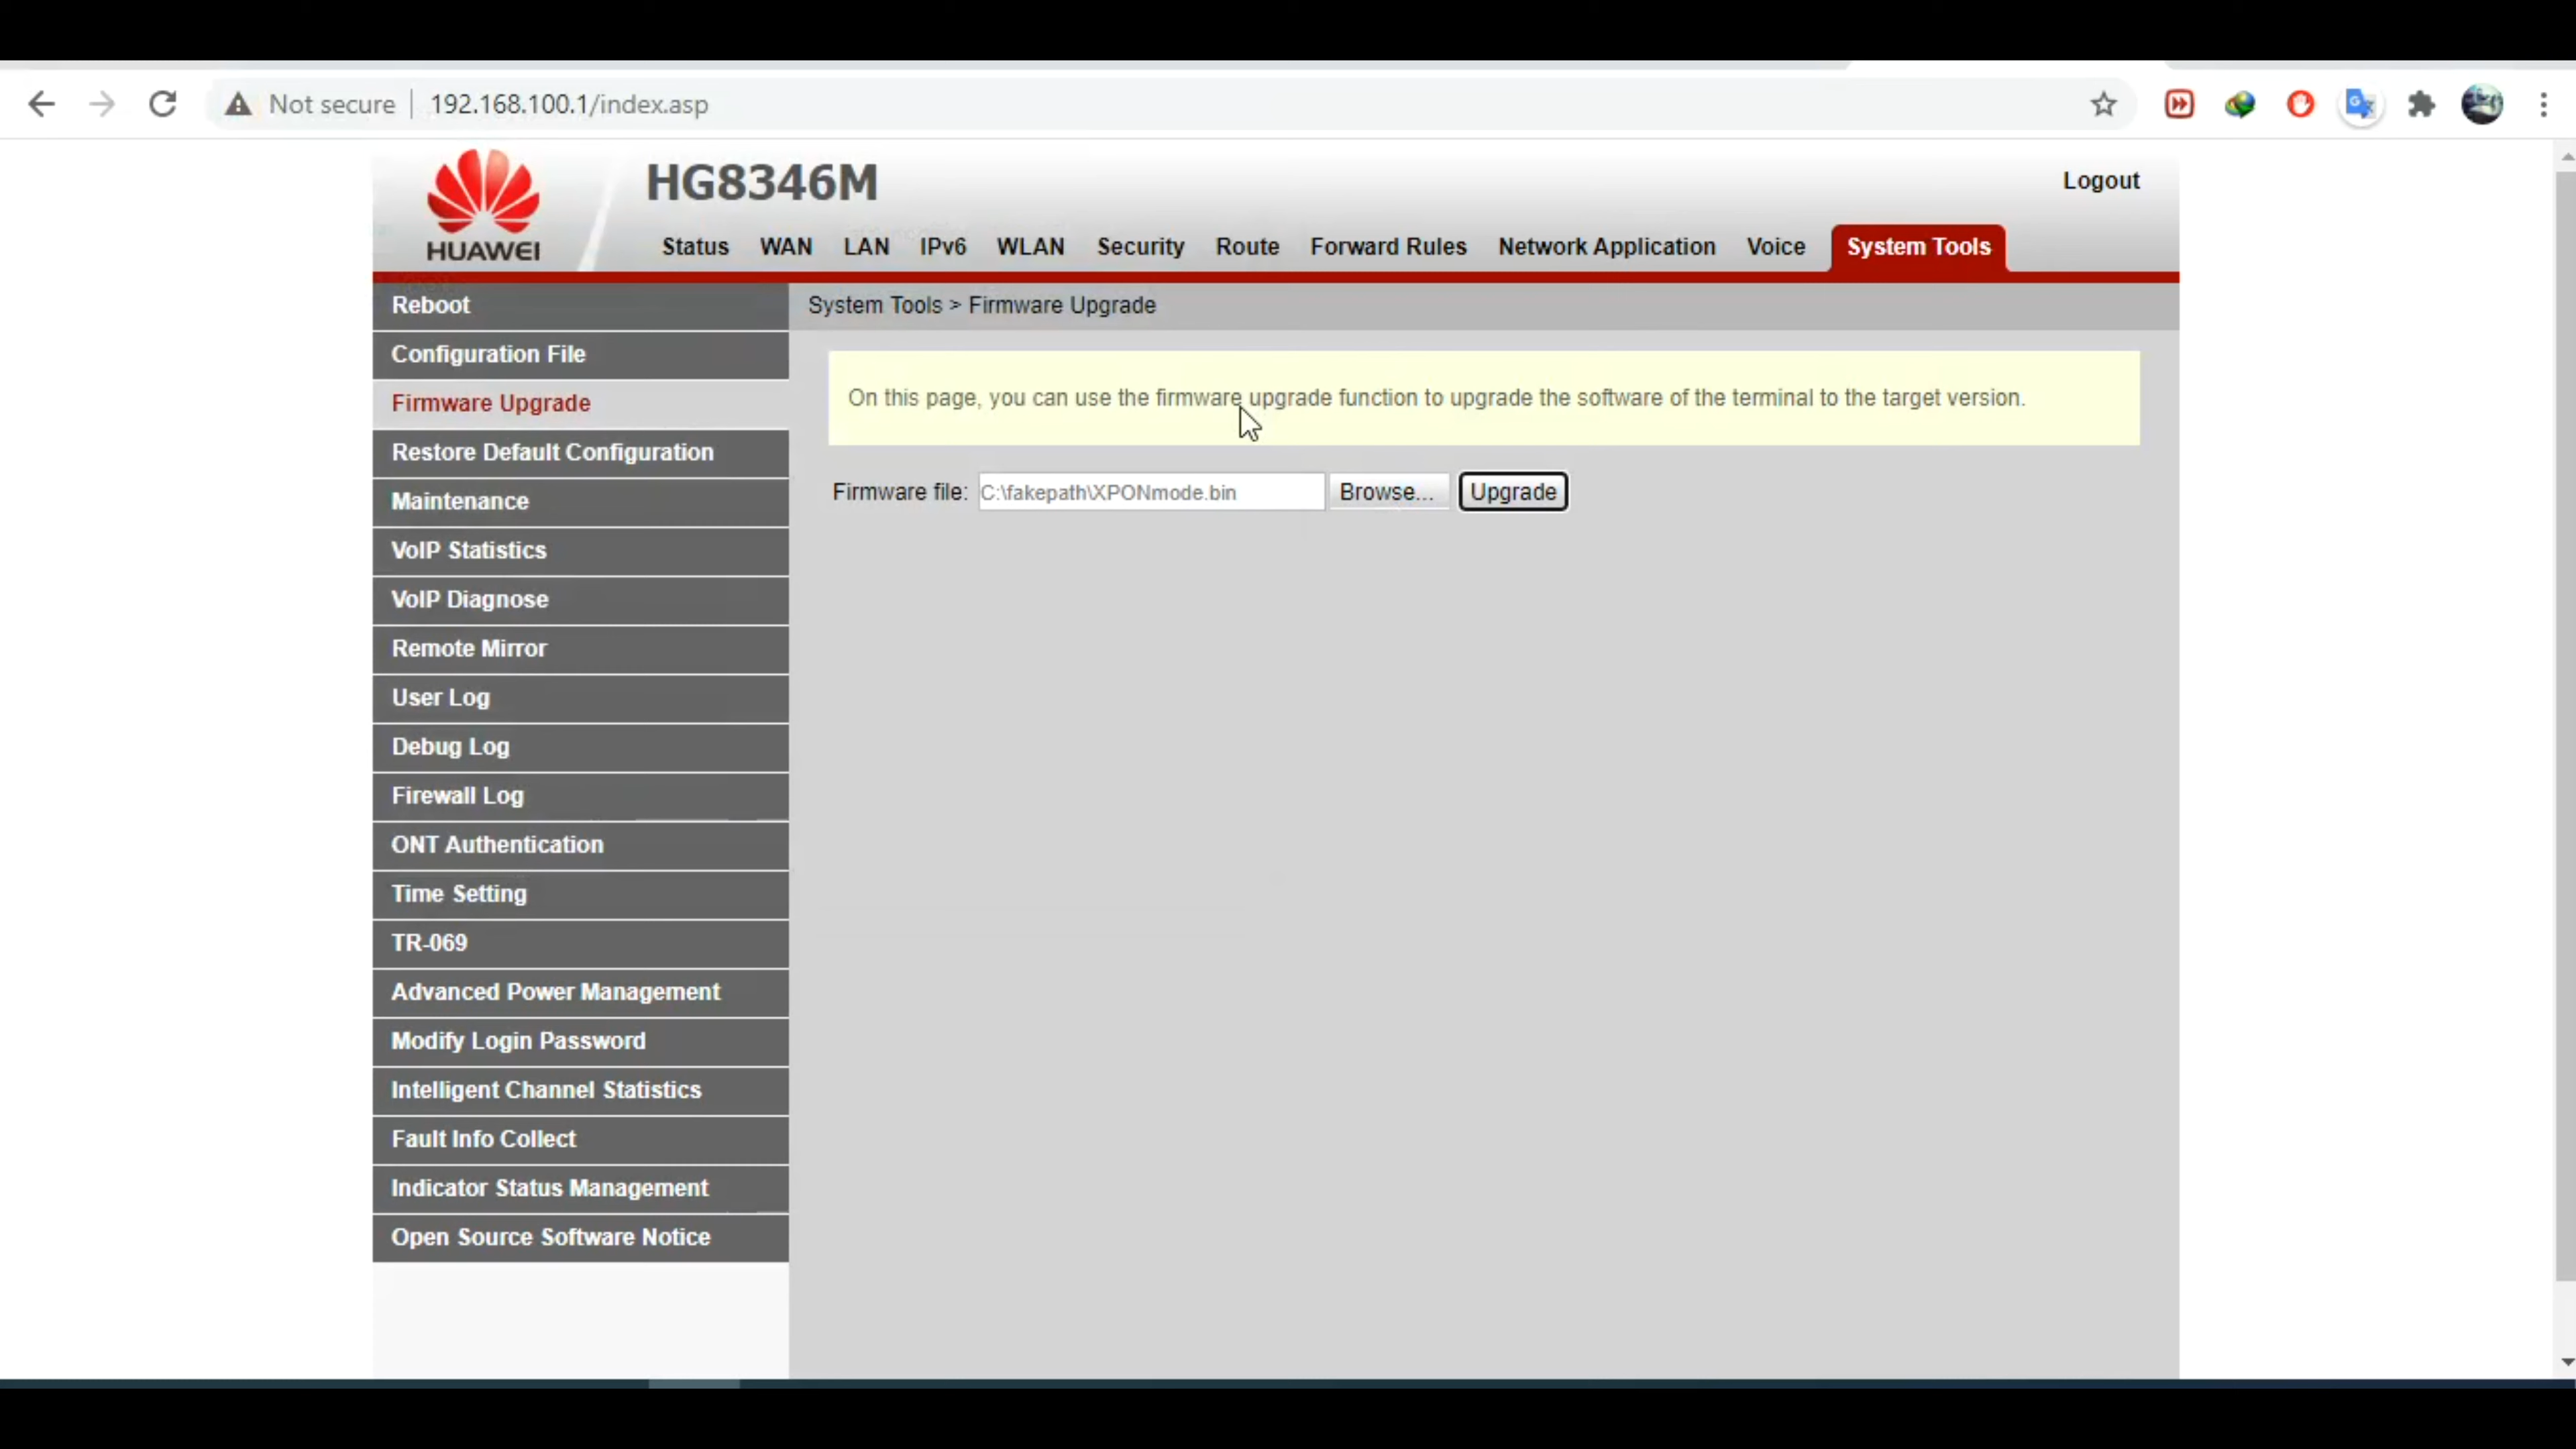 Not secure
192.168.100.1/index.asp
HUAWEI
HG8346M
Logout
Status WAN LAN IPv6 WLAN Security Route Forward Rules Network Application Voice System Tools
Reboot
Configuration File
Firmware Upgrade
Restore Default Configuration
Maintenance
VoIP Statistics
VoIP Diagnose
Remote Mirror
User Log
Debug Log
Firewall Log
ONT Authentication
Time Setting
TR-069
Advanced Power Management
Modify Login Password
Intelligent Channel Statistics
Fault Info Collect
Indicator Status Management
Open Source Software Notice
System Tools > Firmware Upgrade
On this page, you can use the firmware upgrade function to upgrade the software of the terminal to the target version.
Firmware file: C:\fakepath\XPONmode.bin Browse... Upgrade